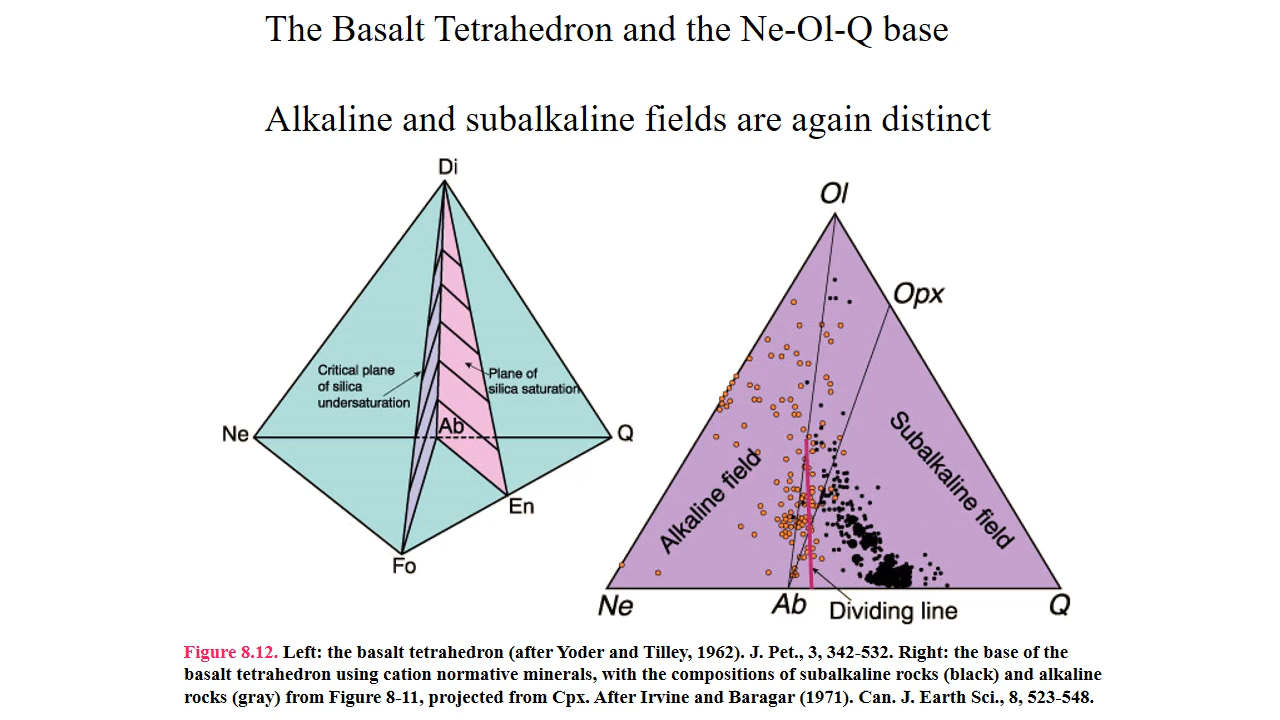 The Basalt Tetrahedron and the Ne-Ol-Q base
Alkaline and subalkaline fields are again distinct
Di
Critical plane
of silica
undersaturation
Plane of
silica saturation
Ne
Ab
Q
En
Fo
Ol
Opx
Alkaline field
Subalkaline field
Ne
Ab
Dividing line
Q
Figure 8.12. Left: the basalt tetrahedron (after Yoder and Tilley, 1962). J. Pet., 3, 342-532. Right: the base of the
basalt tetrahedron using cation normative minerals, with the compositions of subalkaline rocks (black) and alkaline
rocks (gray) from Figure 8-11, projected from Cpx. After Irvine and Baragar (1971). Can. J. Earth Sci., 8, 523-548.